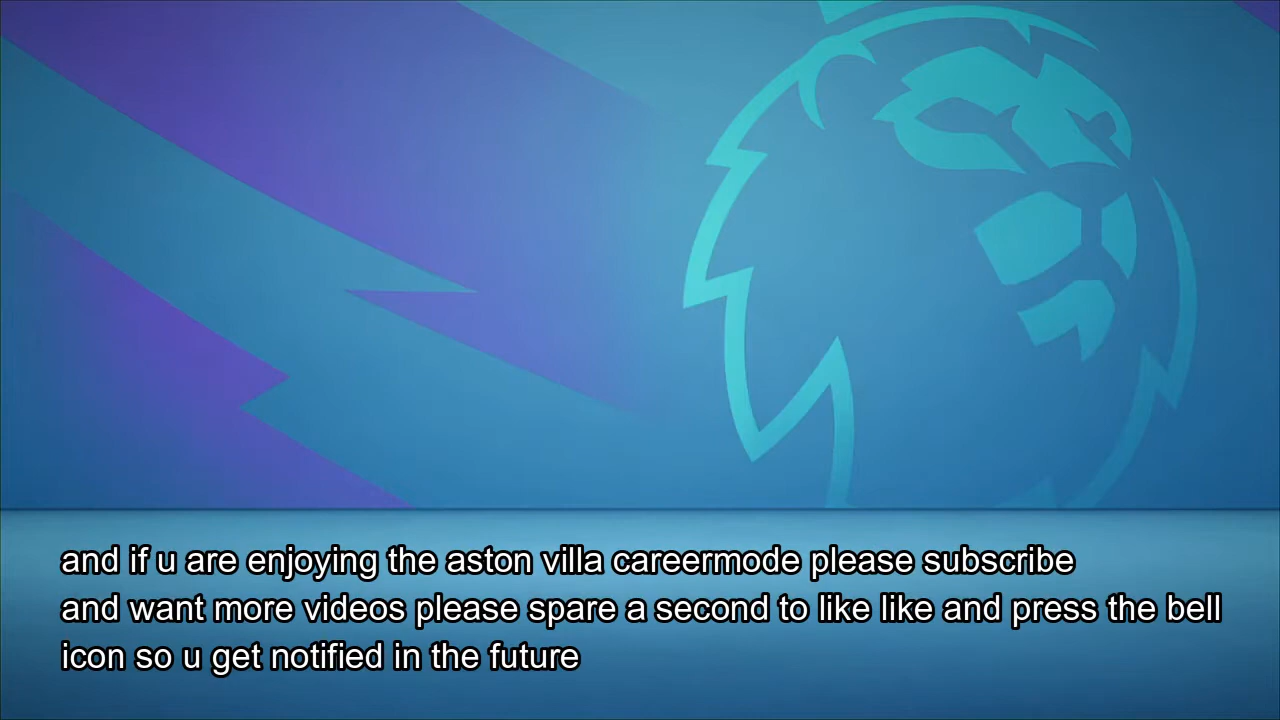 and if u are enjoying the aston villa careermode please subscribe
and want more videos please spare a second to like like and press the bell
icon so u get notified in the future